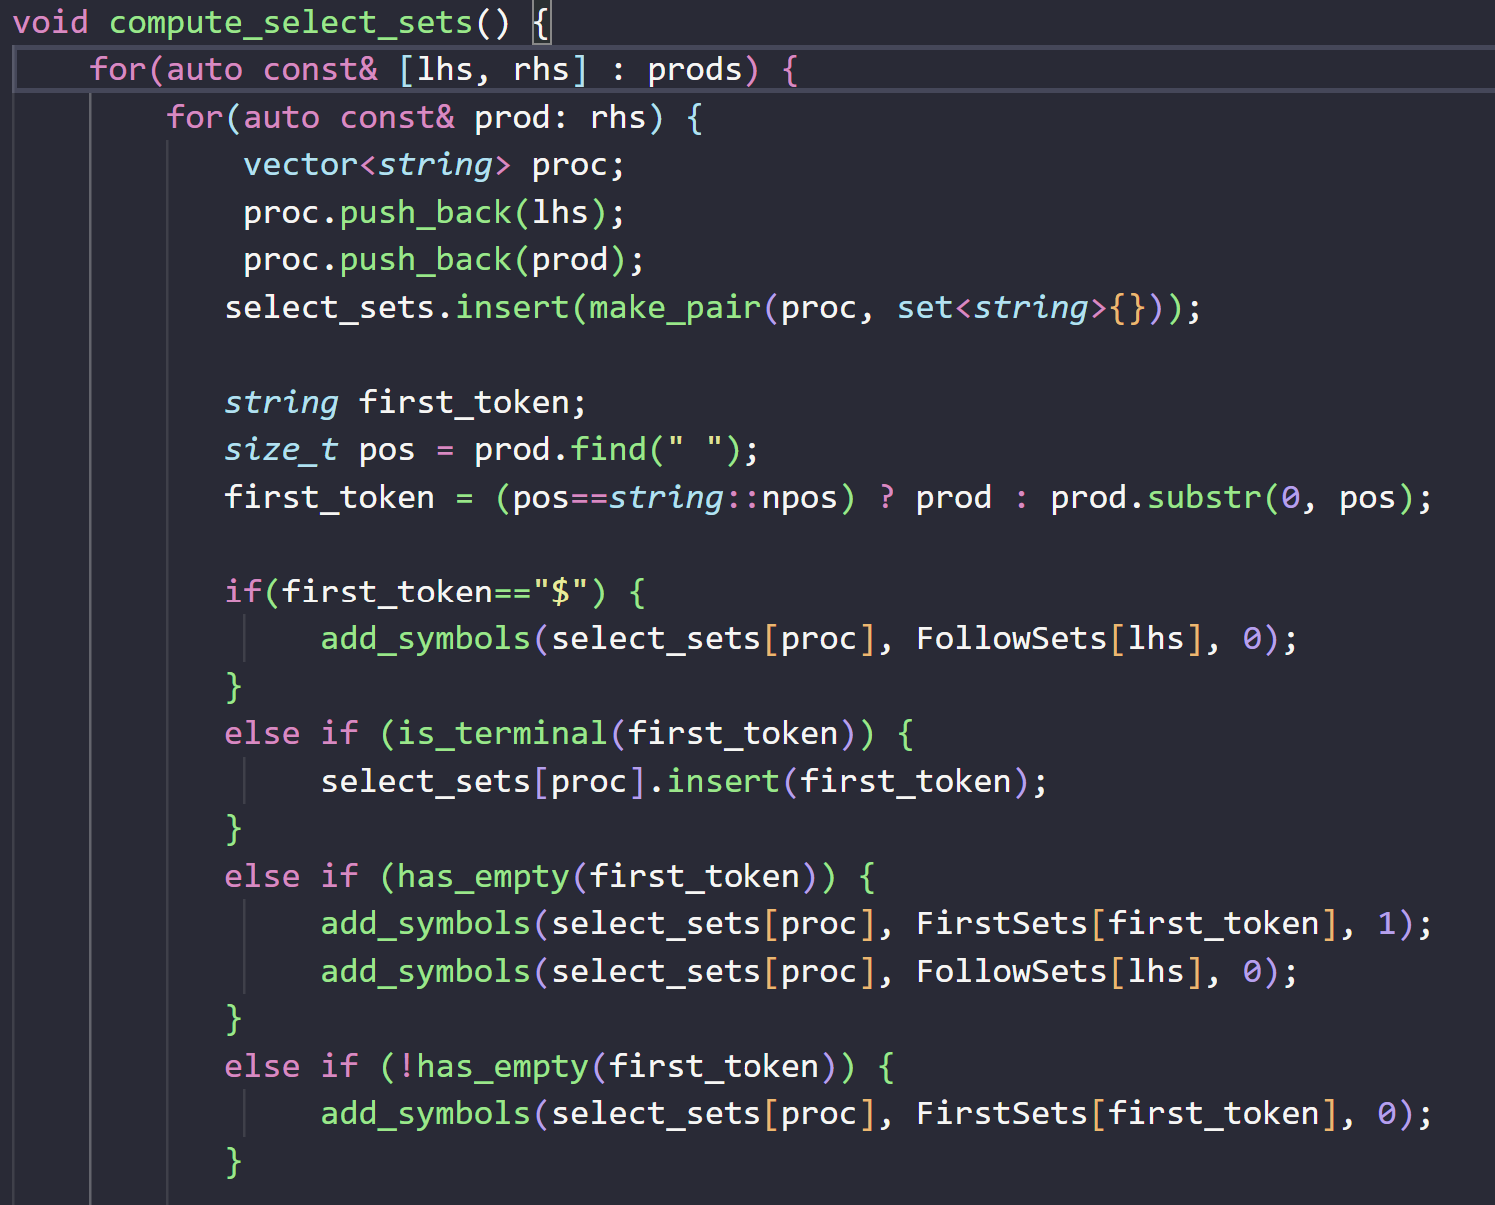 void compute_select_sets() {
    for(auto const& [lhs, rhs] : prods) {
        for(auto const& prod: rhs) {
            vector<string> proc;
            proc.push_back(lhs);
            proc.push_back(prod);
           select_sets.insert(make_pair(proc, set<string>{}));

           string first_token;
           size_t pos = prod.find(" ");
           first_token = (pos==string::npos) ? prod : prod.substr(0, pos);

           if(first_token=="$") {
                add_symbols(select_sets[proc], FollowSets[lhs], 0);
           }
           else if (is_terminal(first_token)) {
                select_sets[proc].insert(first_token);
           }
           else if (has_empty(first_token)) {
                add_symbols(select_sets[proc], FirstSets[first_token], 1);
                add_symbols(select_sets[proc], FollowSets[lhs], 0);
           }
           else if (!has_empty(first_token)) {
                add_symbols(select_sets[proc], FirstSets[first_token], 0);
           }